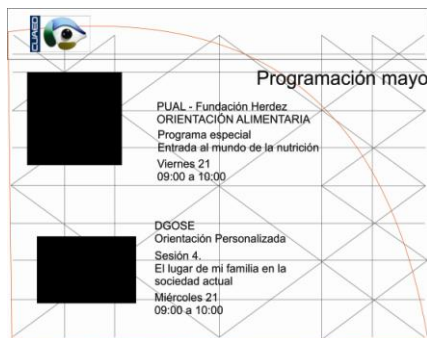 CUAED
Programación mayo
PUAL - Fundación Herdez
ORIENTACIÓN ALIMENTARIA
Programa especial
Entrada al mundo de la nutrición
Viernes 21
09:00 a 10:00
DGOSE
Orientación Personalizada
Sesión 4.
El lugar de mi familia en la
sociedad actual
Miércoles 21
09:00 a 10:00